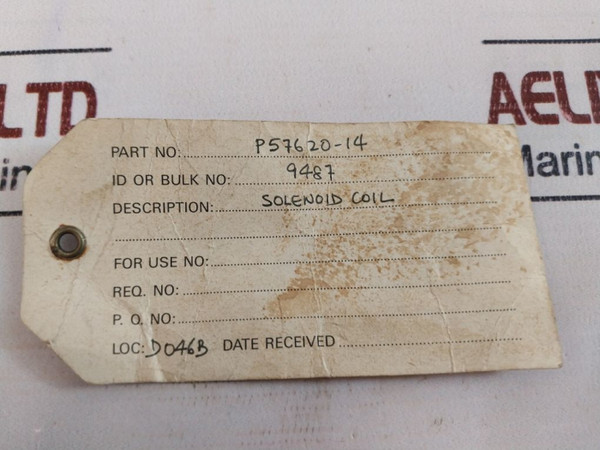 LTD
AELI
Marin
PART NO: P57620-14
ID OR BULK NO: 9487
DESCRIPTION: SOLENOID COIL
FOR USE NO:
REQ. NO:
P. O. NO:
LOC: D046B DATE RECEIVED